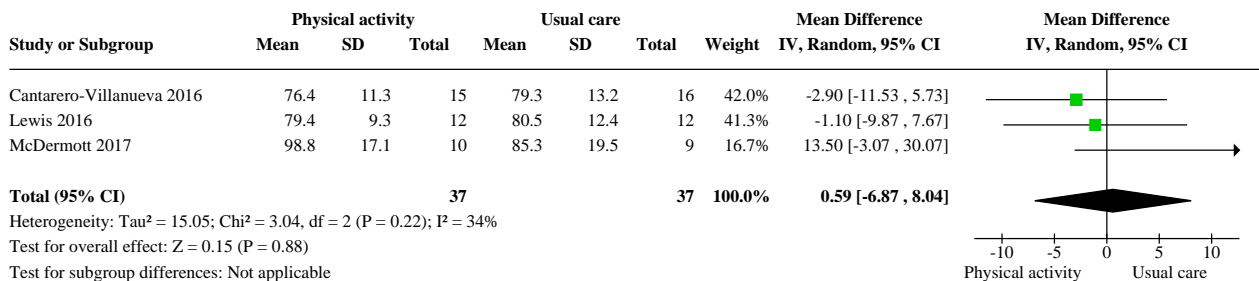 Physical activity Usual care Mean Difference Mean Difference
Study or Subgroup Mean SD Total Mean SD Total Weight IV, Random, 95% CI IV, Random, 95% CI
Cantarero-Villanueva 2016 76.4 11.3 15 79.3 13.2 16 42.0% -2.90 [-11.53 , 5.73]
Lewis 2016 79.4 9.3 12 80.5 12.4 12 41.3% -1.10 [-9.87 , 7.67]
McDermott 2017 98.8 17.1 10 85.3 19.5 9 16.7% 13.50 [-3.07 , 30.07]
Total (95% CI) 37 37 100.0% 0.59 [-6.87 , 8.04]
Heterogeneity: Tau² = 15.05; Chi² = 3.04, df = 2 (P = 0.22); I² = 34%
Test for overall effect: Z = 0.15 (P = 0.88)
Test for subgroup differences: Not applicable
-10 -5 0 5 10
Physical activity Usual care